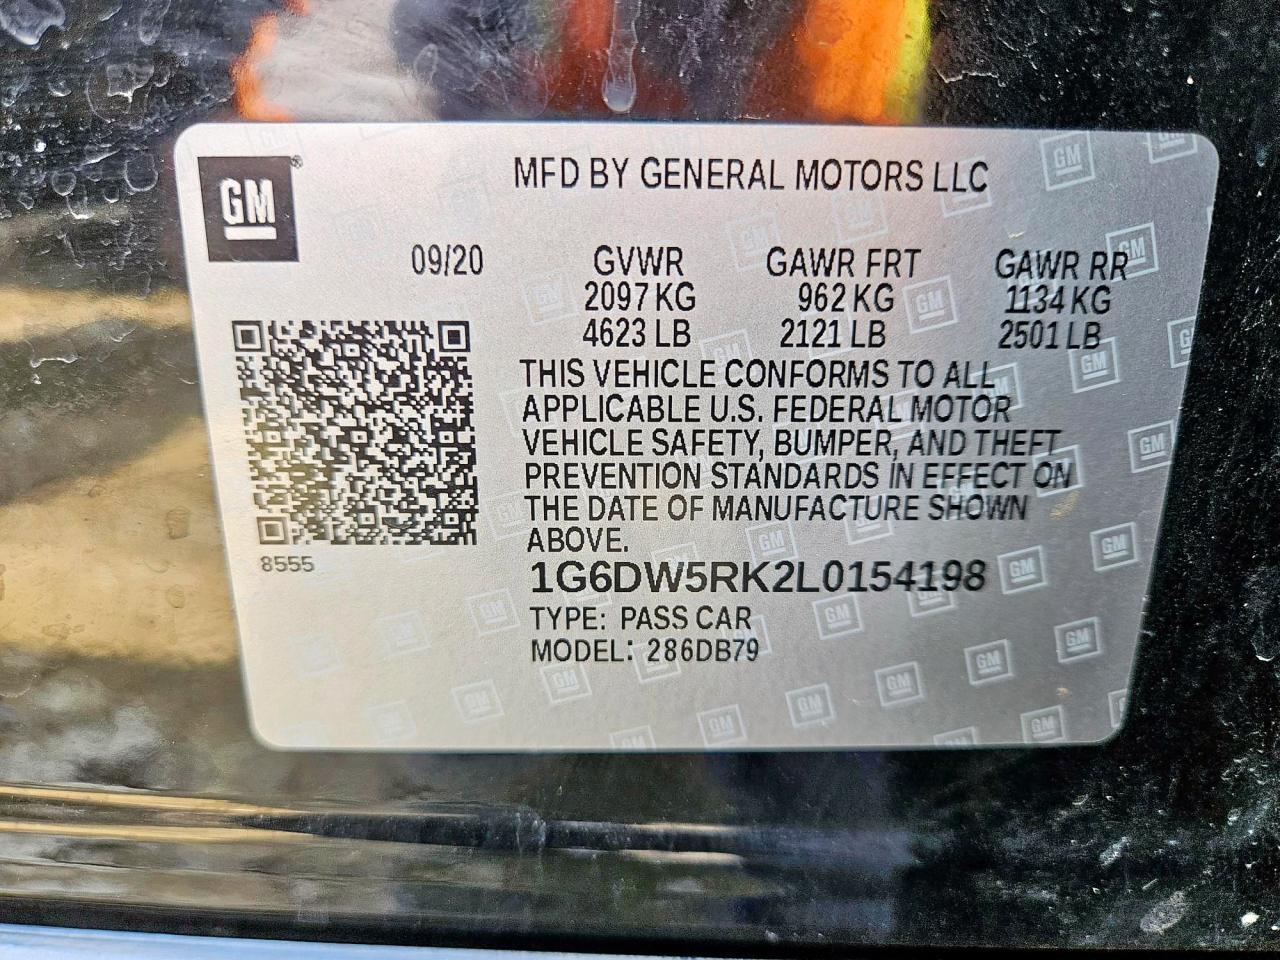 GM®
MFD BY GENERAL MOTORS LLC
09/20
GVWR
2097 KG
4623 LB
GAWR FRT
962 KG
2121 LB
GAWR RR
1134 KG
2501 LB
THIS VEHICLE CONFORMS TO ALL
APPLICABLE U.S. FEDERAL MOTOR
VEHICLE SAFETY, BUMPER, AND THEFT
PREVENTION STANDARDS IN EFFECT ON
THE DATE OF MANUFACTURE SHOWN
ABOVE.
8555
1G6DW5RK2L0154198
TYPE: PASS CAR
MODEL: 286DB79